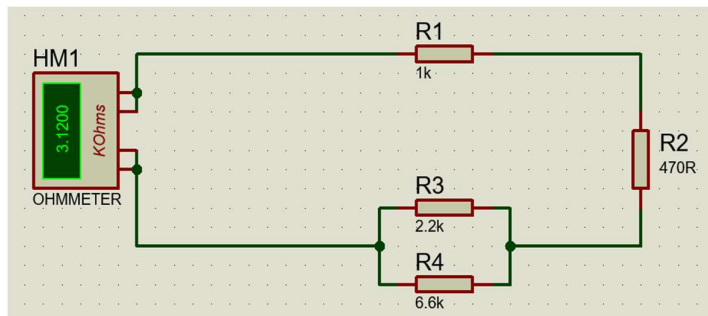 HM1
3.1200
KOhms
OHMMETER
R1
1k
R2
470R
R3
2.2k
R4
6.6k